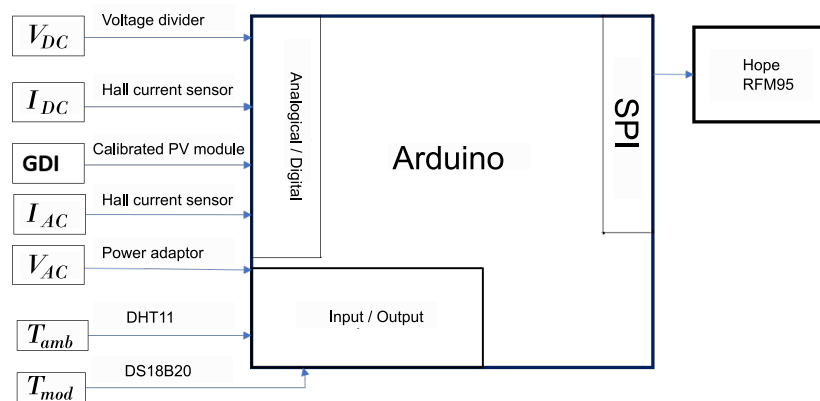 V_DC
Voltage divider
I_DC
Hall current sensor
GDI
Calibrated PV module
I_AC
Hall current sensor
V_AC
Power adaptor
T_amb
DHT11
T_mod
DS18B20
Analogical / Digital
Arduino
Input / Output
SPI
Hope
RFM95